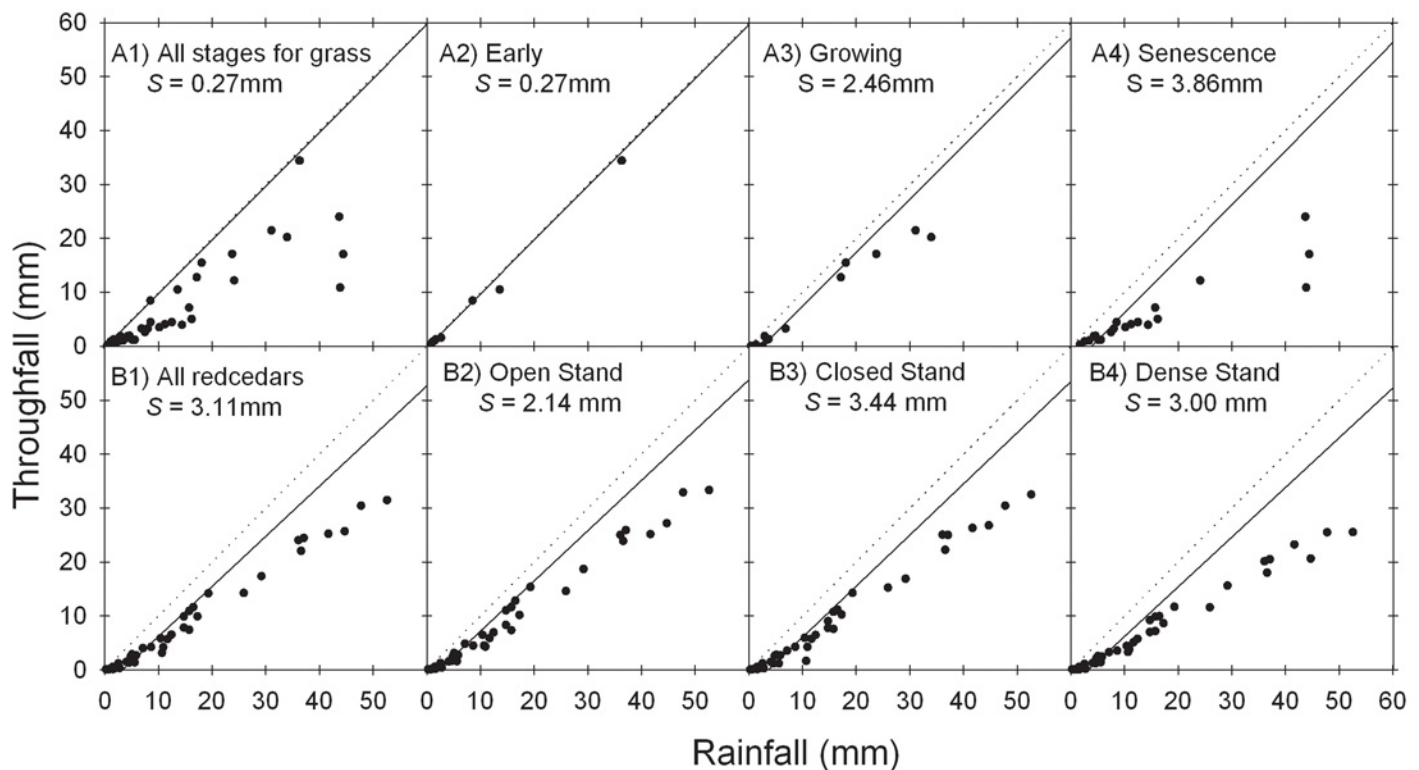 60
50
40
30
20
10
0
A1) All stages for grass
S = 0.27mm
A2) Early
S = 0.27mm
A3) Growing
S = 2.46mm
A4) Senescence
S = 3.86mm
50
40
30
20
10
0
B1) All redcedars
S = 3.11mm
B2) Open Stand
S = 2.14 mm
B3) Closed Stand
S = 3.44 mm
B4) Dense Stand
S = 3.00 mm
0 10 20 30 40 50 0 10 20 30 40 50 0 10 20 30 40 50 0 10 20 30 40 50 60
Throughfall (mm)
Rainfall (mm)